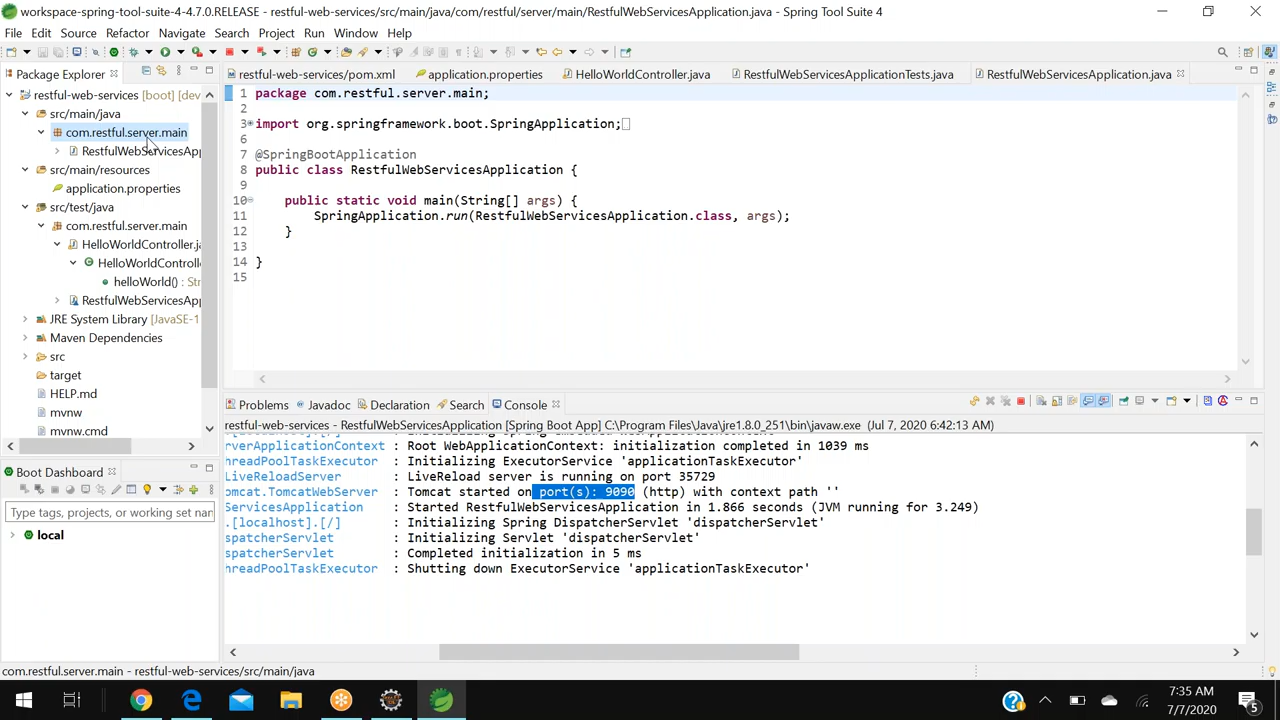 workspace-spring-tool-suite-4-4.7.0.RELEASE - restful-web-services/src/main/java/com/restful/server/main/RestfulWebServicesApplication.java - Spring Tool Suite 4
File Edit Source Refactor Navigate Search Project Run Window Help
Package Explorer
restful-web-services [boot] [dev
src/main/java
com.restful.server.main
RestfulWebServicesApp
src/main/resources
application.properties
src/test/java
com.restful.server.main
HelloWorldController.ja
HelloWorldControlle
helloWorld() : Str
RestfulWebServicesApp
JRE System Library [JavaSE-1
Maven Dependencies
src
target
HELP.md
mvnw
mvnw.cmd
Boot Dashboard
Type tags, projects, or working set nam
local
restful-web-services/pom.xml application.properties HelloWorldController.java RestfulWebServicesApplicationTests.java RestfulWebServicesApplication.java
1 package com.restful.server.main;
2
3 import org.springframework.boot.SpringApplication;
6
7 @SpringBootApplication
8 public class RestfulWebServicesApplication {
9
10 public static void main(String[] args) {
11 SpringApplication.run(RestfulWebServicesApplication.class, args);
12 }
13
14 }
15
Problems Javadoc Declaration Search Console
restful-web-services - RestfulWebServicesApplication [Spring Boot App] C:\Program Files\Java\jre1.8.0_251\bin\javaw.exe (Jul 7, 2020 6:42:13 AM)
erverApplicationContext : Root WebApplicationContext: initialization completed in 1039 ms
hreadPoolTaskExecutor : Initializing ExecutorService 'applicationTaskExecutor'
LiveReloadServer : LiveReload server is running on port 35729
omcat.TomcatWebServer : Tomcat started on port(s): 9090 (http) with context path ''
ServicesApplication : Started RestfulWebServicesApplication in 1.866 seconds (JVM running for 3.249)
.[localhost].[/] : Initializing Spring DispatcherServlet 'dispatcherServlet'
spatcherServlet : Initializing Servlet 'dispatcherServlet'
spatcherServlet : Completed initialization in 5 ms
hreadPoolTaskExecutor : Shutting down ExecutorService 'applicationTaskExecutor'
com.restful.server.main - restful-web-services/src/main/java
7:35 AM
7/7/2020
5